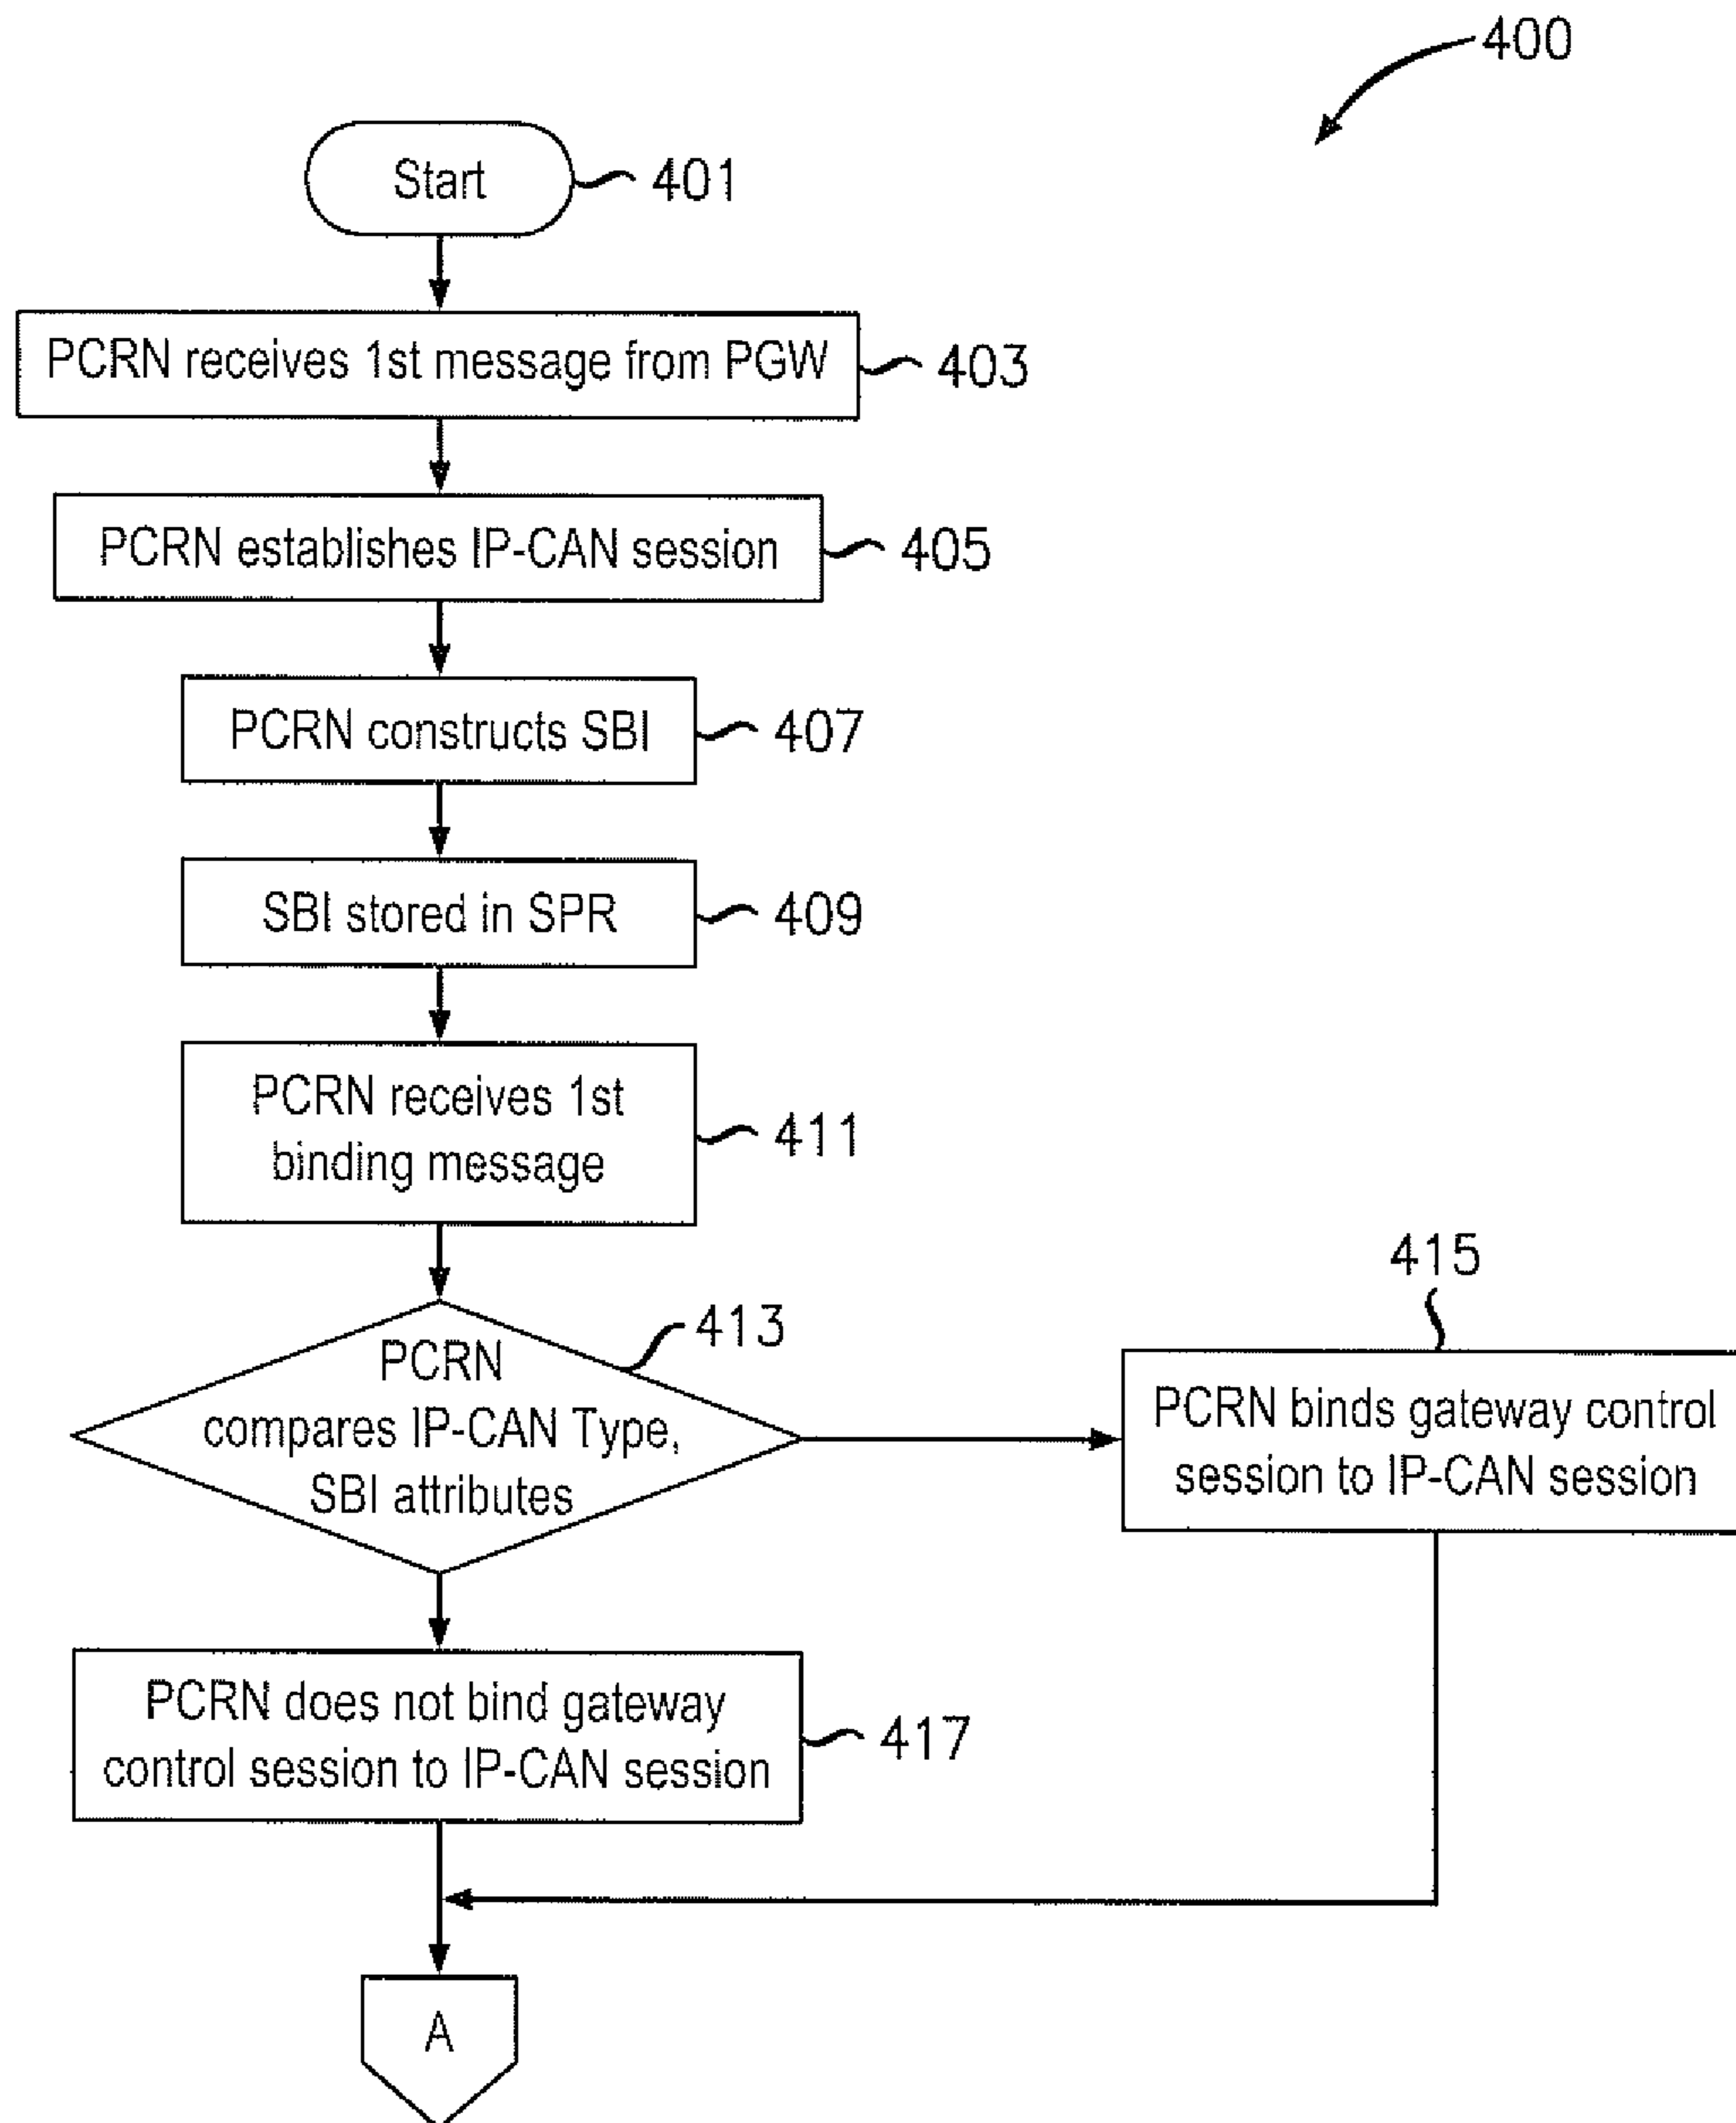 400
Start
401
PCRN receives 1st message from PGW
403
PCRN establishes IP-CAN session
405
PCRN constructs SBI
407
SBI stored in SPR
409
PCRN receives 1st
binding message
411
413
PCRN
compares IP-CAN Type,
SBI attributes
415
PCRN binds gateway control
session to IP-CAN session
PCRN does not bind gateway
control session to IP-CAN session
417
A